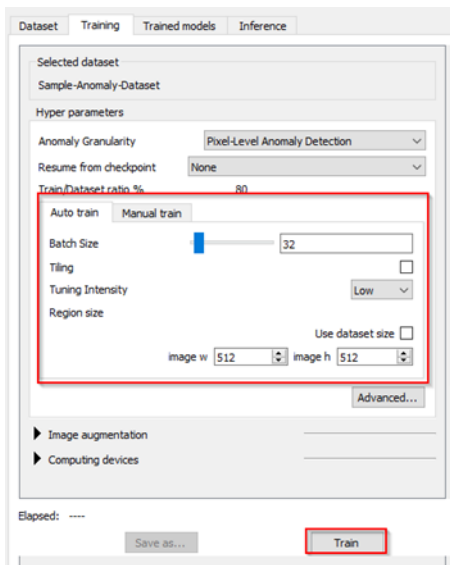 Dataset Training Trained models Inference
Selected dataset
Sample-Anomaly-Dataset
Hyper parameters
Anomaly Granularity Pixel-Level Anomaly Detection
Resume from checkpoint None
Train/Dataset ratio % 80
Auto train Manual train
Batch Size 32
Tiling
Tuning Intensity Low
Region size
Use dataset size
image w 512 image h 512
Advanced...
Image augmentation
Computing devices
Elapsed: ----
Save as... Train